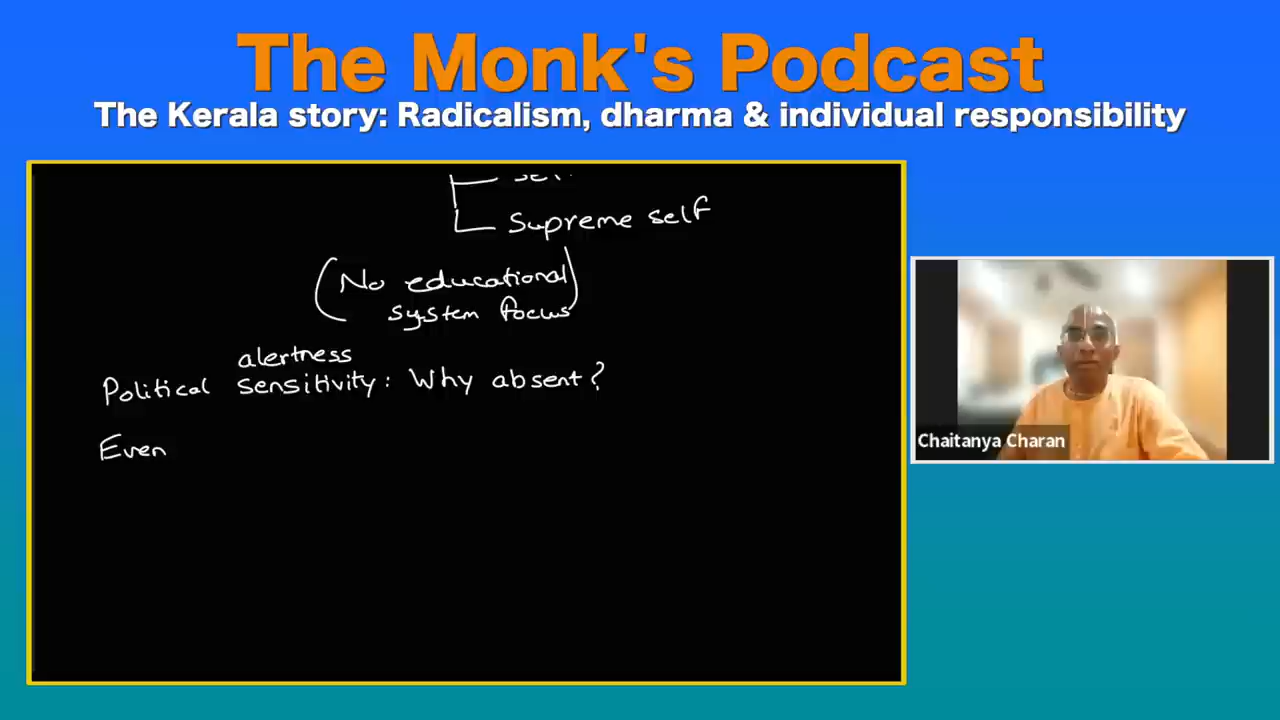 The Monk's Podcast
The Kerala story: Radicalism, dharma & individual responsibility
Supreme self
(No educational
system focus)
alertness
Political sensitivity: Why absent?
Even
Chaitanya Charan